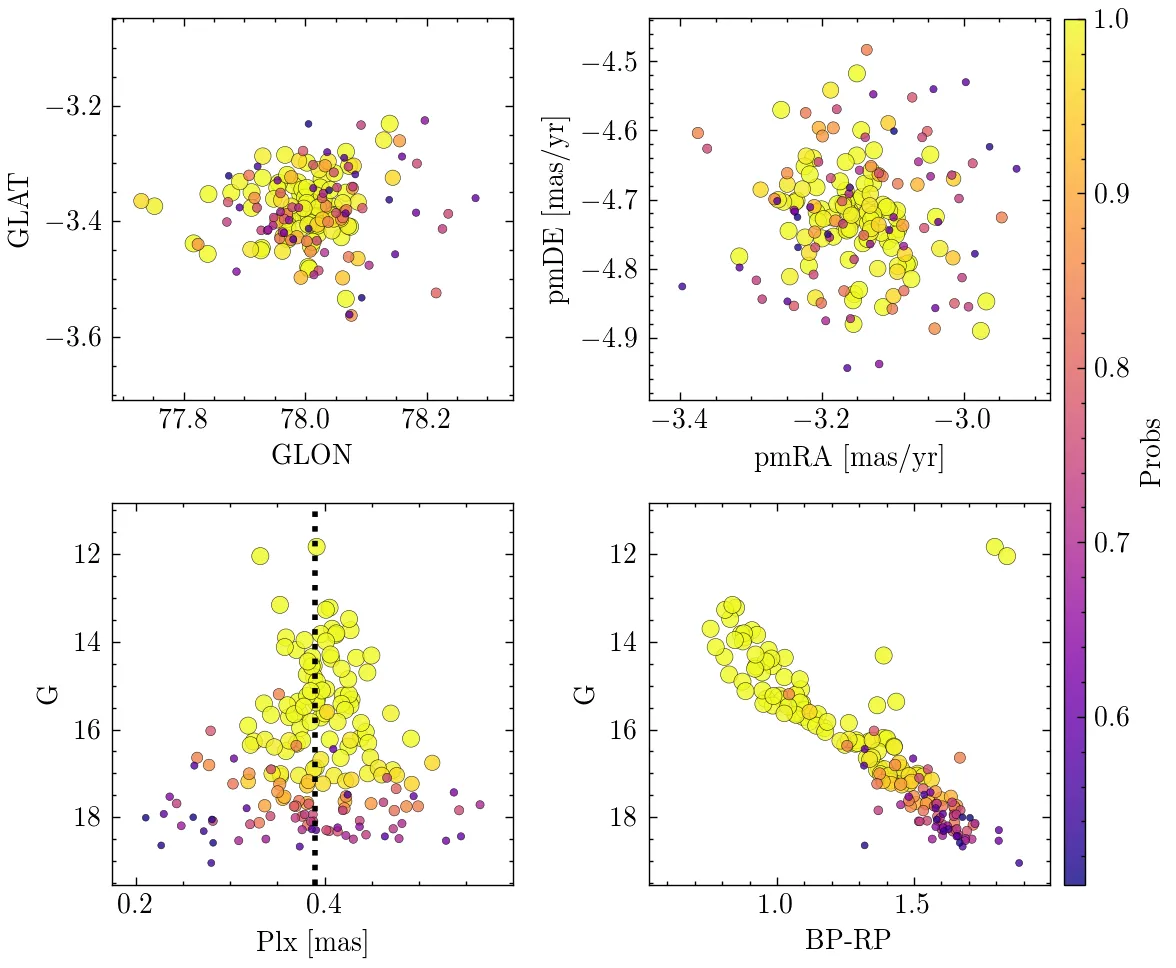 −3.2
−3.4
−3.6
GLAT
77.8 78.0 78.2
GLON
−4.5
−4.6
−4.7
−4.8
−4.9
pmDE [mas/yr]
−3.4 −3.2 −3.0
pmRA [mas/yr]
12
14
16
18
G
0.2 0.4
Plx [mas]
12
14
16
18
G
1.0 1.5
BP-RP
1.0
0.9
0.8
0.7
0.6
Probs